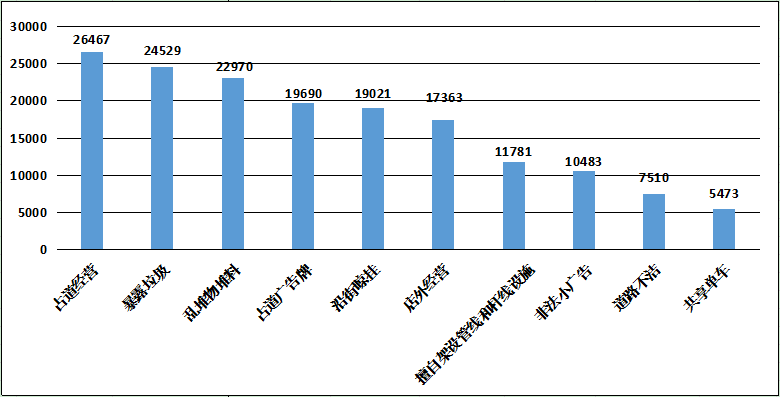 30000
25000
20000
15000
10000
5000
0
26467
24529
22970
19690
19021
17363
11781
10483
7510
5473
占道经营
暴露垃圾
乱堆物堆料
占道广告牌
沿街晾挂
店外经营
擅自架设管线和杆线设施
非法小广告
道路不洁
共享单车